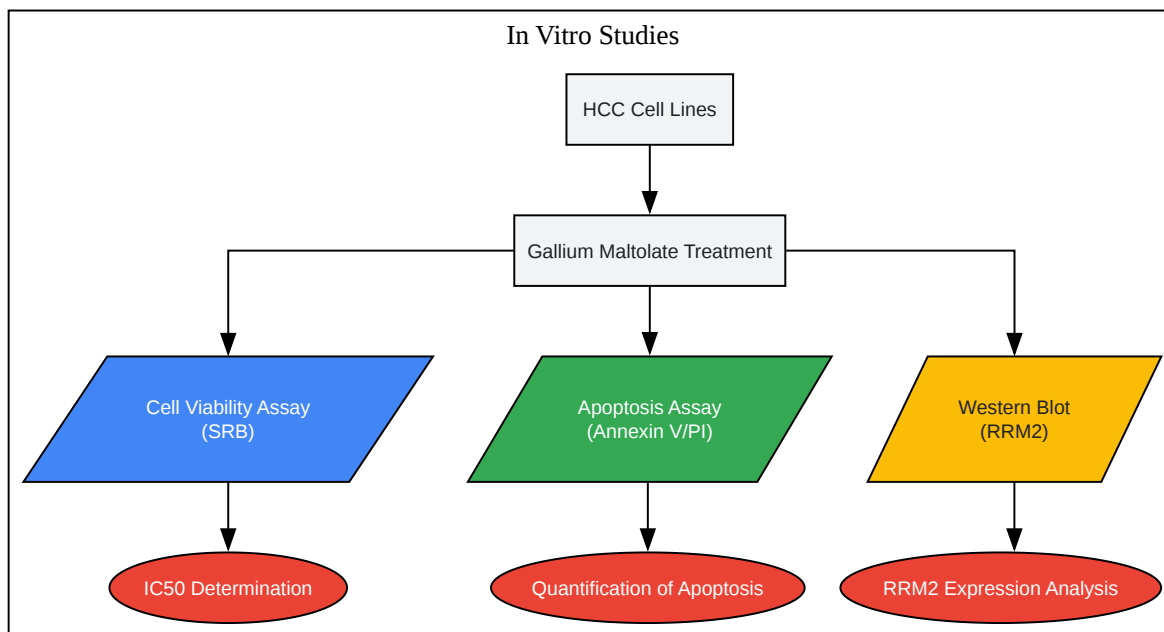 In Vitro Studies
HCC Cell Lines
Gallium Maltolate Treatment
Cell Viability Assay
(SRB)
Apoptosis Assay
(Annexin V/PI)
Western Blot
(RRM2)
IC50 Determination
Quantification of Apoptosis
RRM2 Expression Analysis